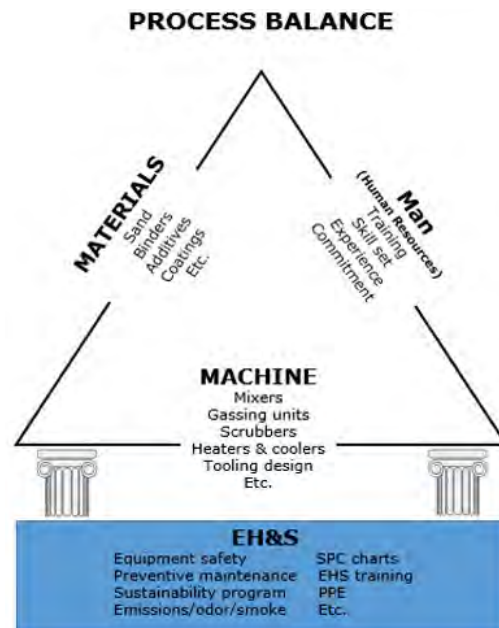 PROCESS BALANCE
MATERIALS
Sand
Binders
Additives
Coatings
Etc.
Man
(Human Resources)
Training
Skill set
Experience
Commitment
MACHINE
Mixers
Gassing units
Scrubbers
Heaters & coolers
Tooling design
Etc.
EH&S
Equipment safety SPC charts
Preventive maintenance EHS training
Sustainability program PPE
Emissions/odor/smoke Etc.